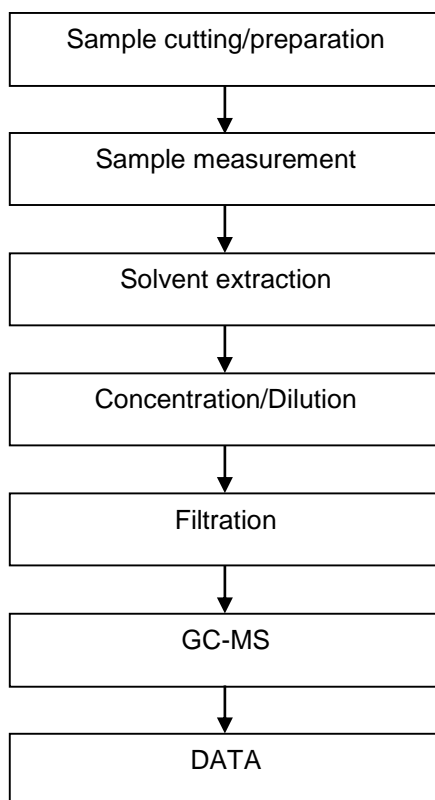 Sample cutting/preparation
Sample measurement
Solvent extraction
Concentration/Dilution
Filtration
GC-MS
DATA